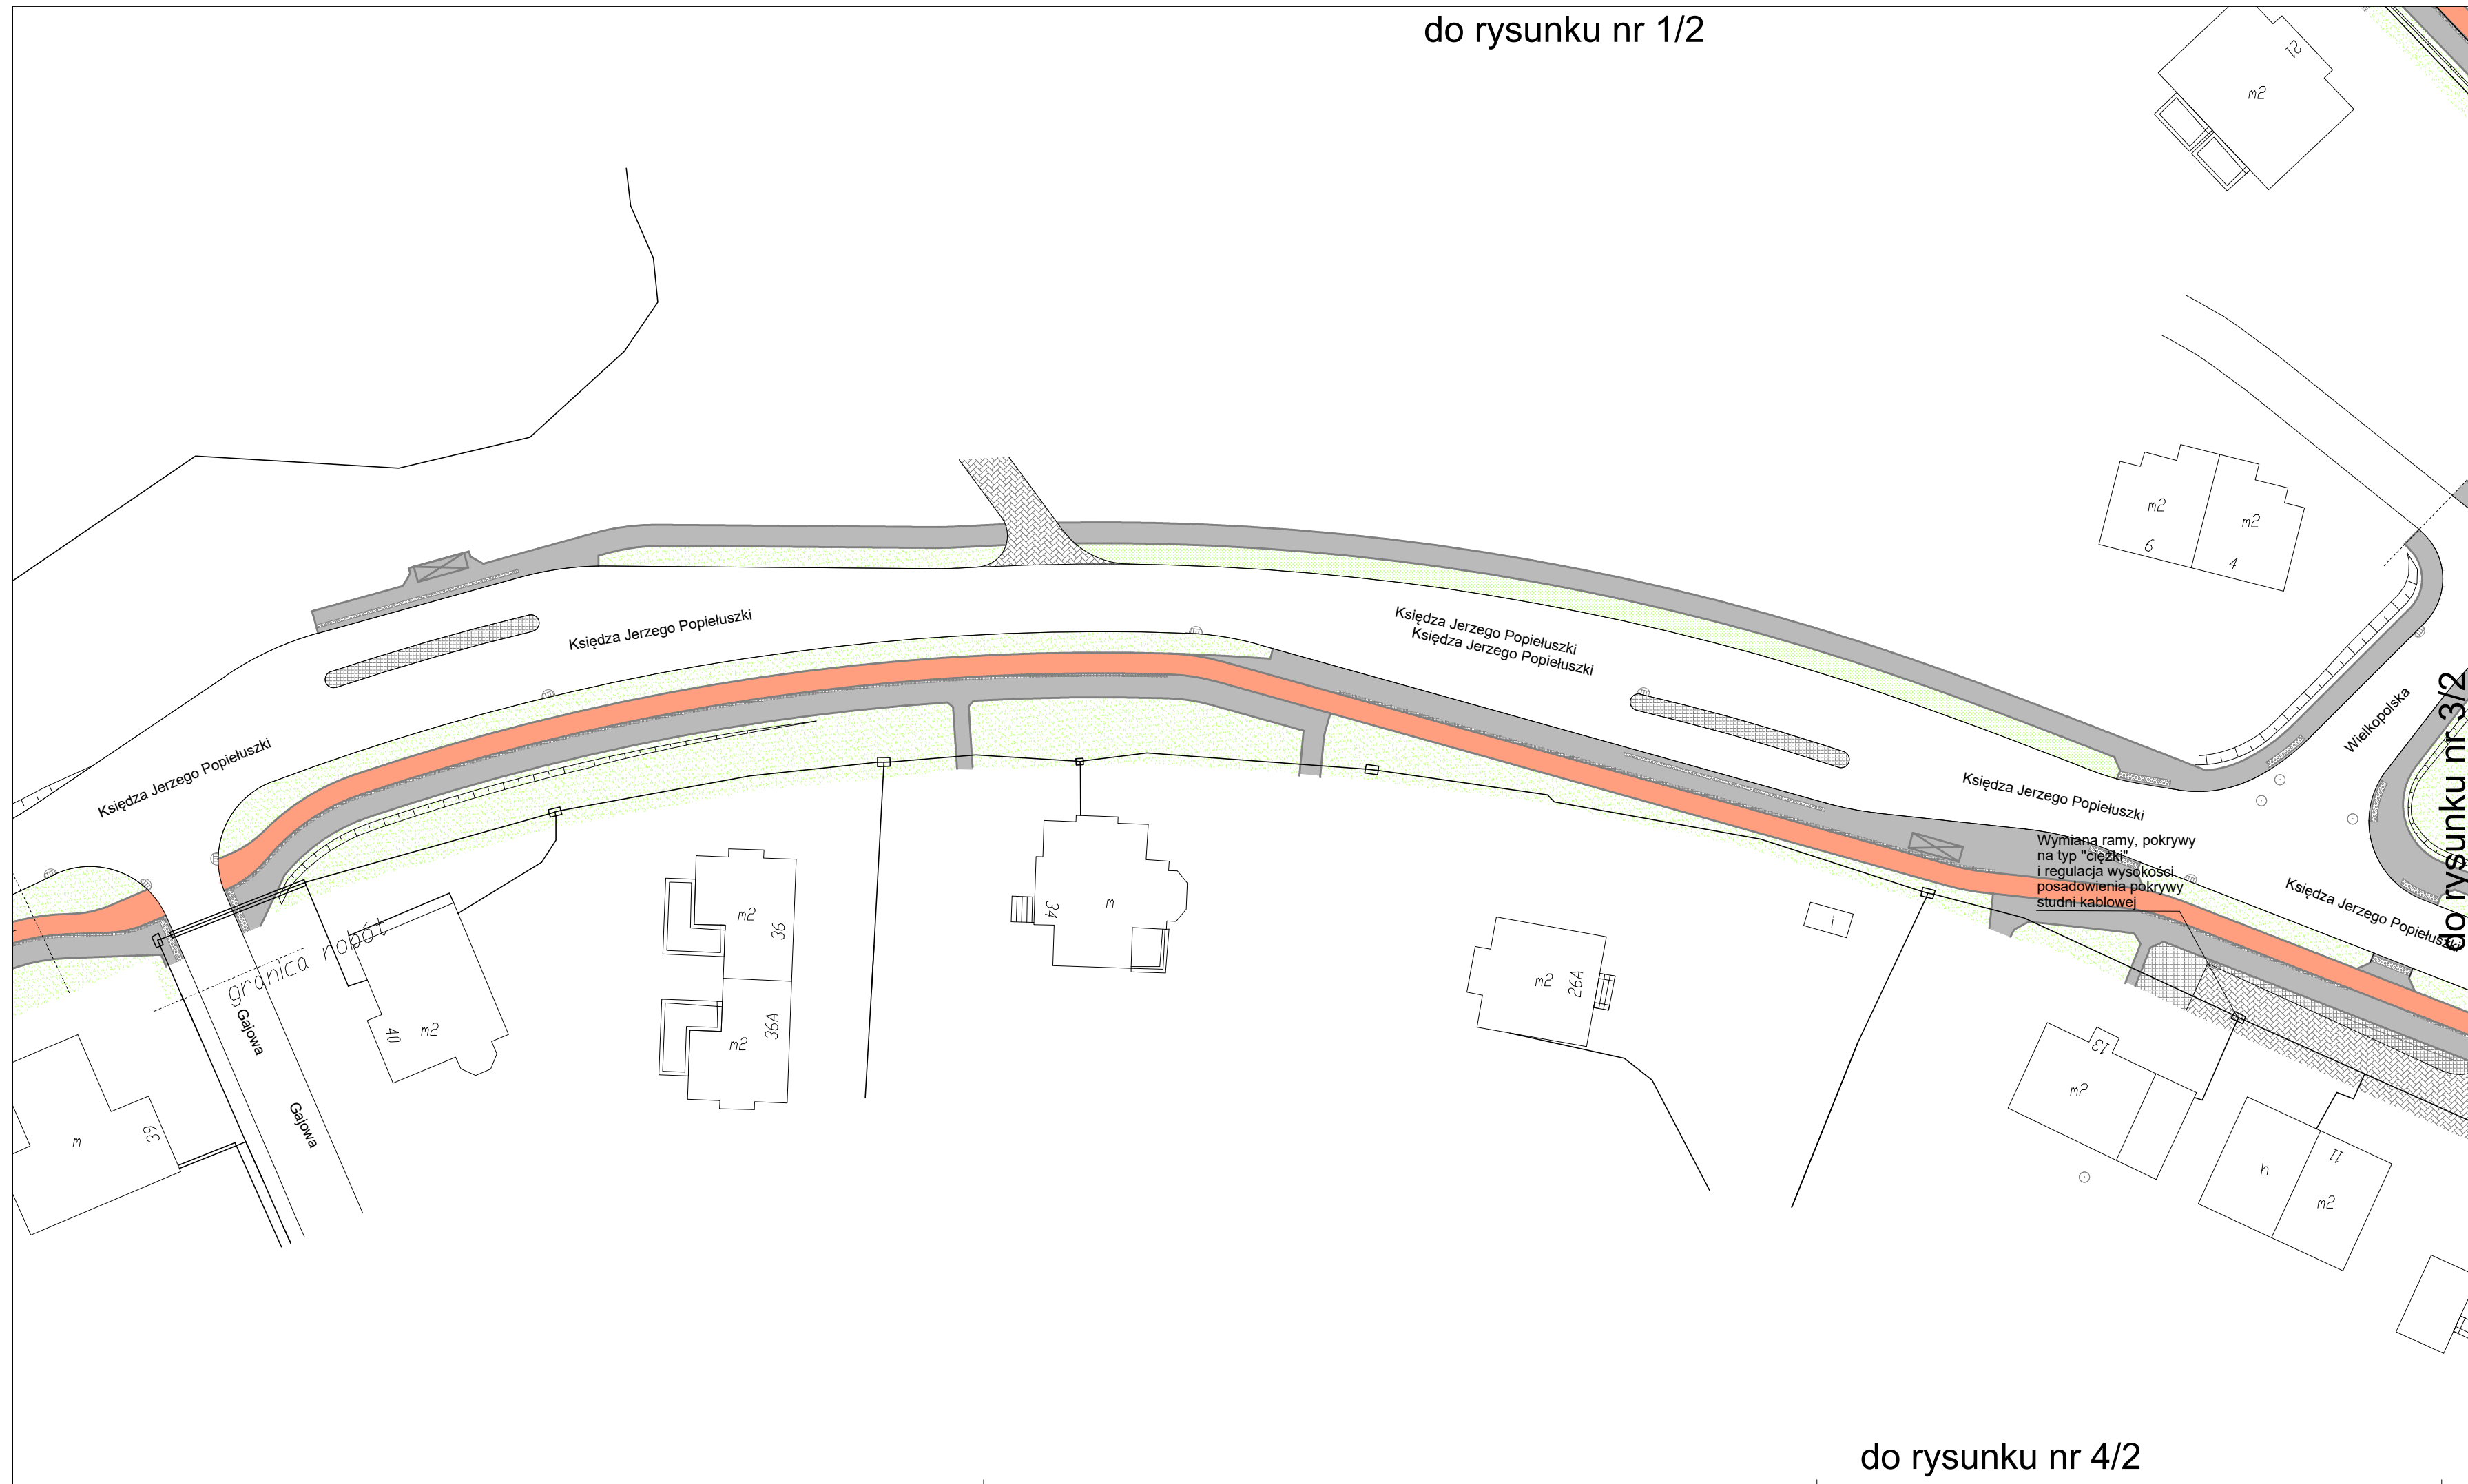 do rysunku nr 1/2
12
m2
m2
m2
6
4
Księdza Jerzego Popiełuszki
Księdza Jerzego Popiełuszki
Księdza Jerzego Popiełuszki
Księdza Jerzego Popiełuszki
Wielkopolska
do rysunku nr 3/2
Księdza Jerzego Popiełuszki
Wymiana ramy, pokrywy
na typ "ciężki"
i regulacja wysokości
posadowienia pokrywy
studni kablowej
Księdza Jerzego Popiełuszki
granica robót
Gajowa
Gajowa
40
m2
m
39
m2
36
m2
36A
34
m
m2
26A
i
13
m2
h
11
m2
do rysunku nr 4/2